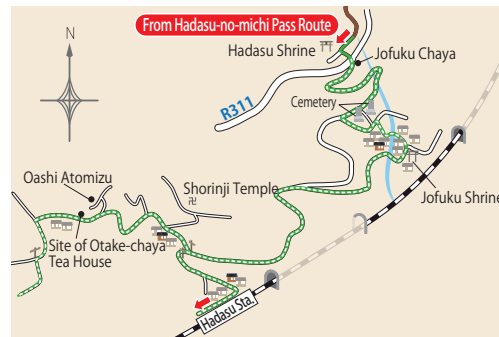 From Hadasu-no-michi Pass Route
N
Hadasu Shrine
Jofuku Chaya
R311
Cemetery
Oashi Atomizu
Shorinji Temple
Jofuku Shrine
Site of Otake-chaya
Tea House
Hadasu Sta.